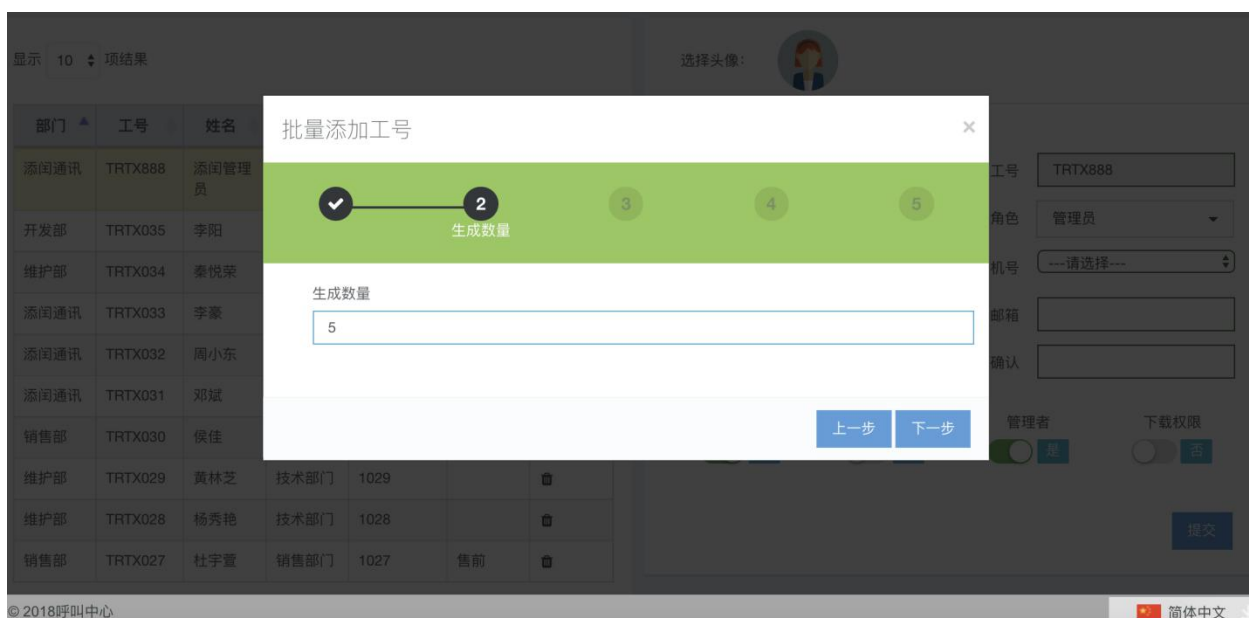 显示 10 项结果
选择头像:
部门 工号 姓名
添闰通讯 TRTX888 添闰管理员
开发部 TRTX035 李阳
维护部 TRTX034 秦悦荣
添闰通讯 TRTX033 李豪
添闰通讯 TRTX032 周小东
添闰通讯 TRTX031 邓斌
销售部 TRTX030 侯佳
维护部 TRTX029 黄林芝 技术部门 1029
维护部 TRTX028 杨秀艳 技术部门 1028
销售部 TRTX027 杜宇萱 销售部门 1027 售前
批量添加工号 ×
2 3 4 5
生成数量
生成数量
5
上一步 下一步
工号 TRTX888
角色 管理员
机号 ---请选择---
邮箱
确认
管理者 下载权限
是 否
提交
© 2018呼叫中心
简体中文